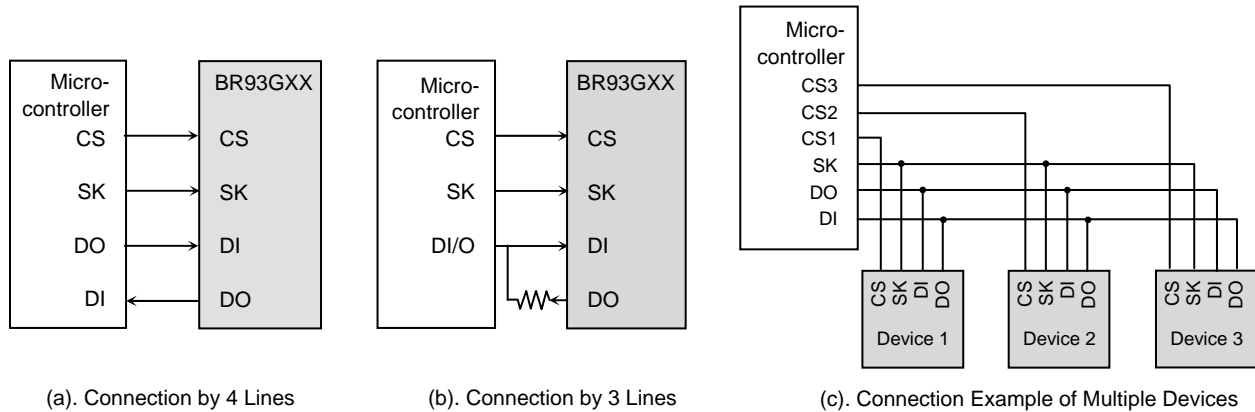 Micro-
controller
CS
SK
DO
DI
BR93GXX
CS
SK
DI
DO
(a). Connection by 4 Lines
Micro-
controller
CS
SK
DI/O
BR93GXX
CS
SK
DI
DO
(b). Connection by 3 Lines
Micro-
controller
CS3
CS2
CS1
SK
DO
DI
CS
SK
DI
DO
Device 1
CS
SK
DI
DO
Device 2
CS
SK
DI
DO
Device 3
(c). Connection Example of Multiple Devices